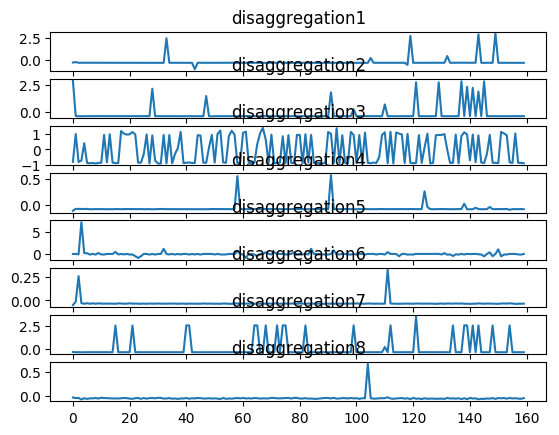 disaggregation1
2.5
0.0
disaggregation2
2.5
0.0
disaggregation3
1
0
−1
disaggregation4
0.5
0.0
disaggregation5
5
0
disaggregation6
0.25
0.00
disaggregation7
2.5
0.0
disaggregation8
0.5
0.0
0 20 40 60 80 100 120 140 160